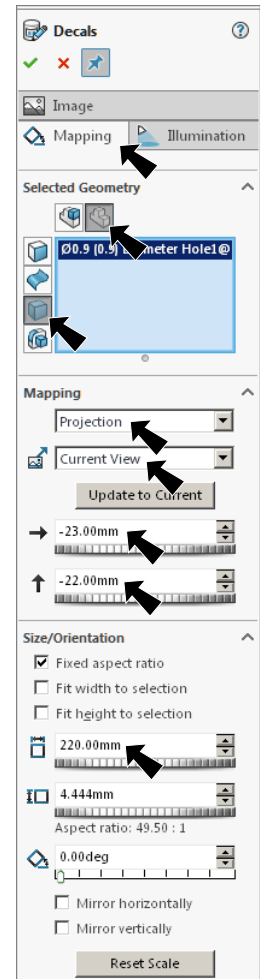 Decals
Image
Mapping
Illumination
Selected Geometry
Ø0.9 (0.9) meter Hole1@
Mapping
Projection
Current View
Update to Current
-23.00mm
-22.00mm
Size/Orientation
Fixed aspect ratio
Fit width to selection
Fit height to selection
220.00mm
4.444mm
Aspect ratio: 49.50 : 1
0.00deg
Mirror horizontally
Mirror vertically
Reset Scale